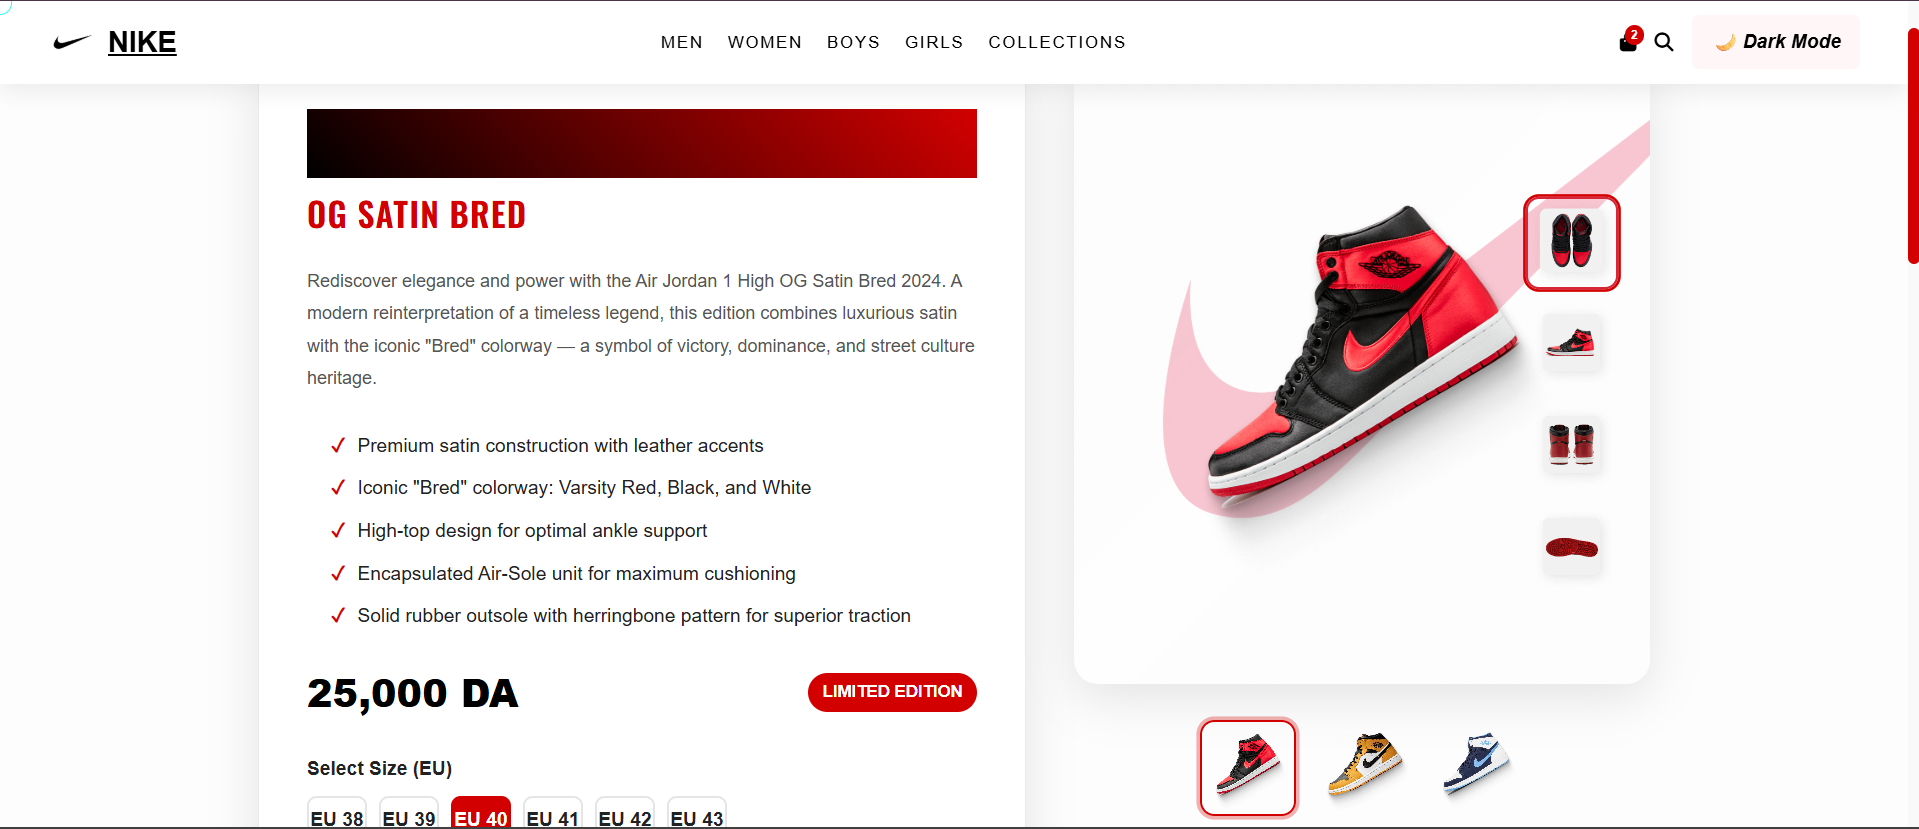 NIKE
MEN WOMEN BOYS GIRLS COLLECTIONS
2
🌙 Dark Mode
OG SATIN BRED
Rediscover elegance and power with the Air Jordan 1 High OG Satin Bred 2024. A
modern reinterpretation of a timeless legend, this edition combines luxurious satin
with the iconic "Bred" colorway — a symbol of victory, dominance, and street culture
heritage.
✓ Premium satin construction with leather accents
✓ Iconic "Bred" colorway: Varsity Red, Black, and White
✓ High-top design for optimal ankle support
✓ Encapsulated Air-Sole unit for maximum cushioning
✓ Solid rubber outsole with herringbone pattern for superior traction
25,000 DA
LIMITED EDITION
Select Size (EU)
EU 38 EU 39 EU 40 EU 41 EU 42 EU 43